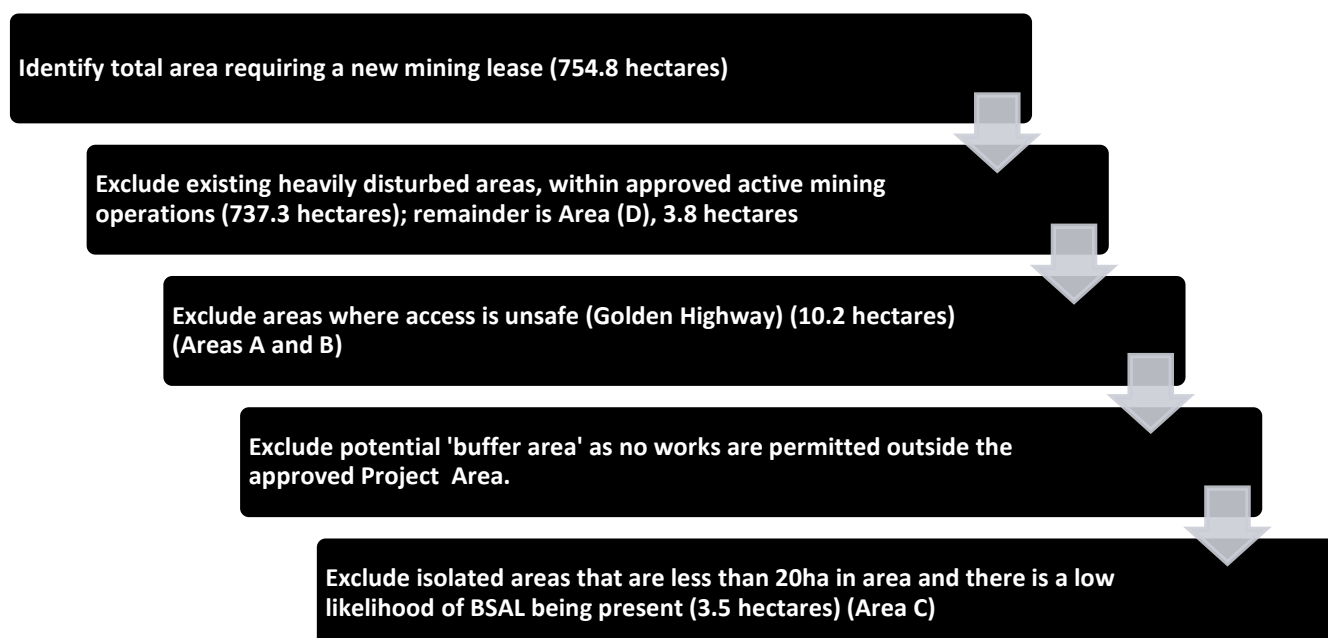 Identify total area requiring a new mining lease (754.8 hectares)
Exclude existing heavily disturbed areas, within approved active mining
operations (737.3 hectares); remainder is Area (D), 3.8 hectares
Exclude areas where access is unsafe (Golden Highway) (10.2 hectares)
(Areas A and B)
Exclude potential 'buffer area' as no works are permitted outside the
approved Project Area.
Exclude isolated areas that are less than 20ha in area and there is a low
likelihood of BSAL being present (3.5 hectares) (Area C)